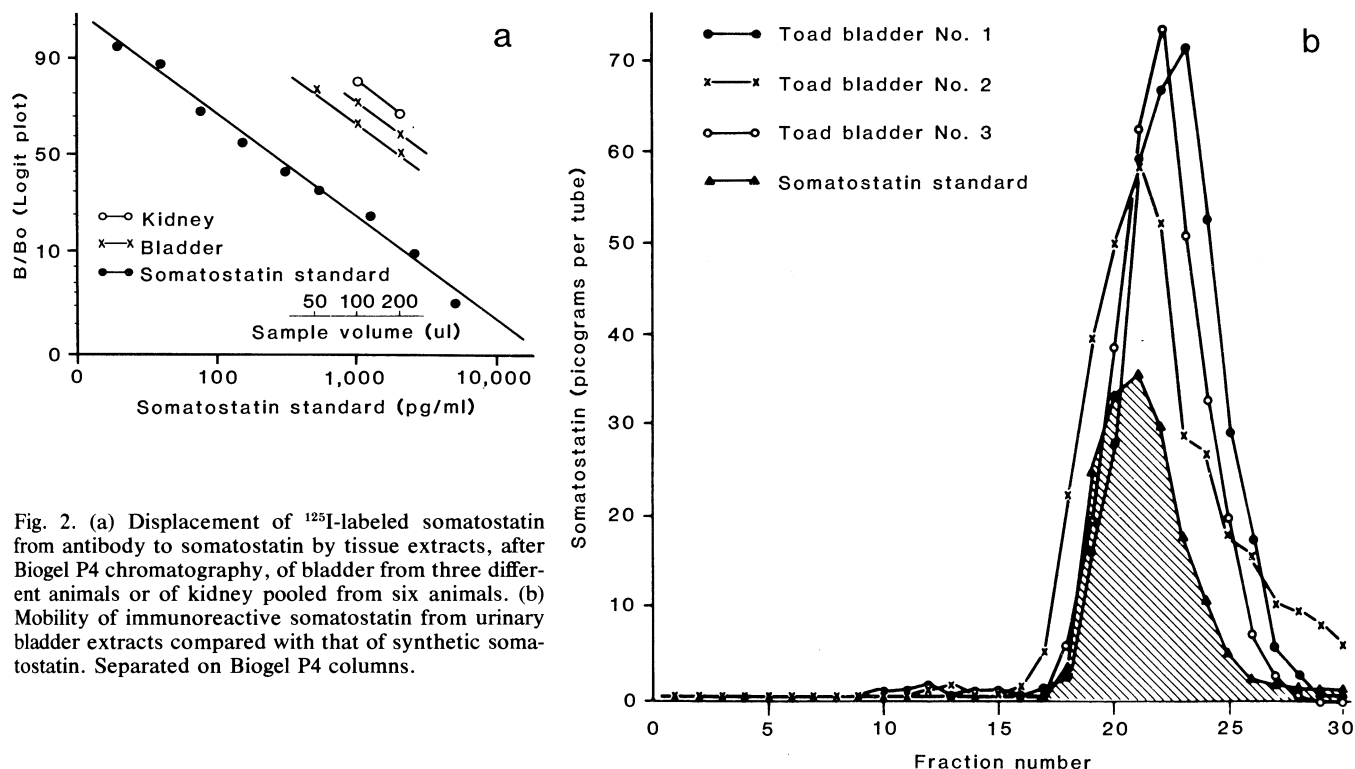 a
B/Bo (Logit plot)
90
50
10
0
Kidney
Bladder
Somatostatin standard
50 100 200
Sample volume (ul)
0 100 1,000 10,000
Somatostatin standard (pg/ml)
Fig. 2. (a) Displacement of ¹²⁵I-labeled somatostatin
from antibody to somatostatin by tissue extracts, after
Biogel P4 chromatography, of bladder from three differ-
ent animals or of kidney pooled from six animals. (b)
Mobility of immunoreactive somatostatin from urinary
bladder extracts compared with that of synthetic soma-
tostatin. Separated on Biogel P4 columns.
b
Somatostatin (picograms per tube)
70
60
50
40
30
20
10
0
Toad bladder No. 1
Toad bladder No. 2
Toad bladder No. 3
Somatostatin standard
0 5 10 15 20 25 30
Fraction number